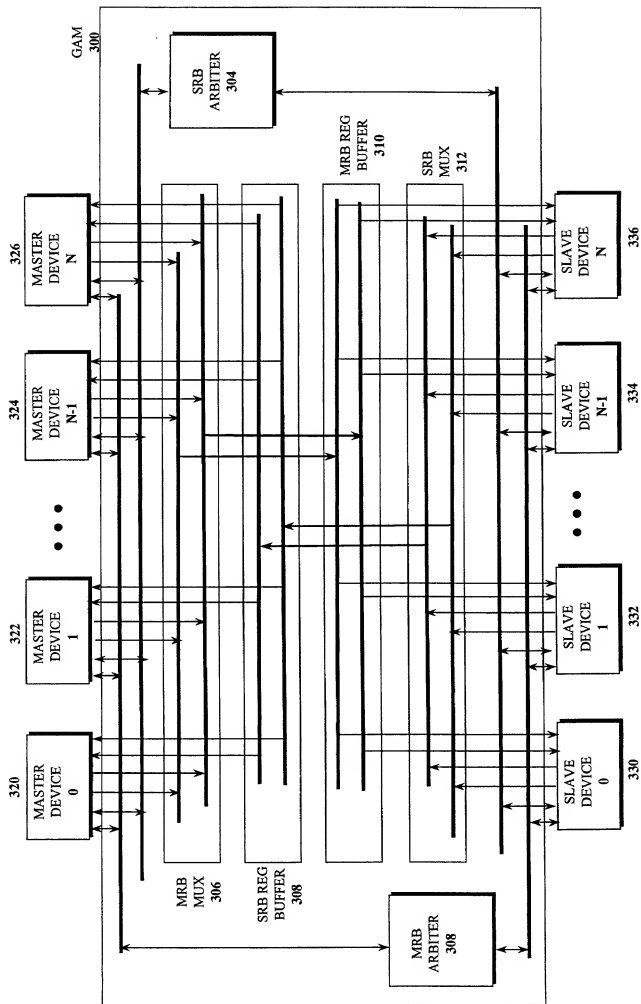 GAM
300
326
MASTER
DEVICE
N
324
MASTER
DEVICE
N-1
322
MASTER
DEVICE
1
320
MASTER
DEVICE
0
SRB
ARBITER
304
MRB
MUX
306
SRB REG
BUFFER
308
MRB REG
BUFFER
310
SRB
MUX
312
MRB
ARBITER
308
SLAVE
DEVICE
N
336
SLAVE
DEVICE
N-1
334
SLAVE
DEVICE
1
332
SLAVE
DEVICE
0
330